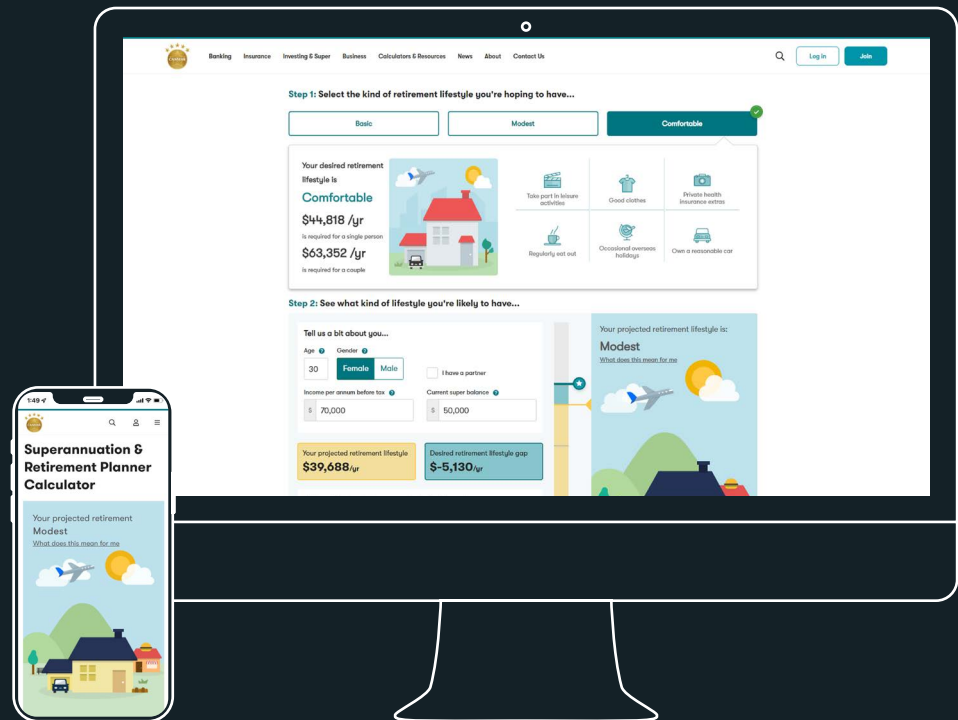 Banking Insurance Investing & Super Business Calculators & Resources News About Contact Us Log in Join
Step 1: Select the kind of retirement lifestyle you're hoping to have...
Basic Modest Comfortable
Your desired retirement
lifestyle is
Comfortable
$44,818 /yr
is required for a single person
$63,352 /yr
is required for a couple
Take part in leisure
activities
Good clothes
Private health
insurance extras
Regularly eat out
Occasional overseas
holidays
Own a reasonable car
Step 2: See what kind of lifestyle you're likely to have...
Tell us a bit about you...
Age ? Gender ?
30 Female Male I have a partner
Income per annum before tax ? Current super balance ?
$ 70,000 $ 50,000
Your projected retirement lifestyle
$39,688/yr
Desired retirement lifestyle gap
$-5,130/yr
Your projected retirement lifestyle is:
Modest
What does this mean for me
1:49
Superannuation &
Retirement Planner
Calculator
Your projected retirement
Modest
What does this mean for me